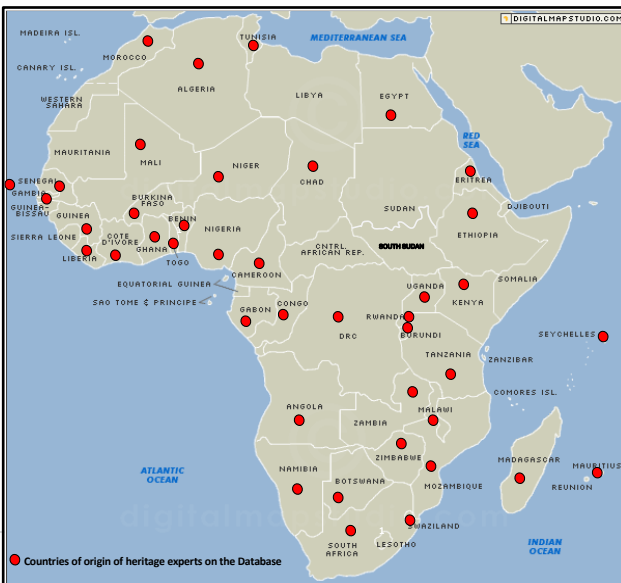 DIGITALMAPSTUDIO.COM
MADEIRA ISL.
MEDITERRANEAN SEA
TUNISIA
MOROCCO
CANARY ISL.
ALGERIA
LIBYA
EGYPT
WESTERN
SAHARA
RED
SEA
MAURITANIA
MALI
NIGER
CHAD
ERITREA
SENEGAL
GAMBIA
GUINEA-
BISSAU
BURKINA
FASO
SUDAN
DJIBOUTI
GUINEA
BENIN
NIGERIA
SIERRA LEONE
COTE
D'IVORE
GHANA
ETHIOPIA
SOUTH SUDAN
CNTRL.
AFRICAN REP.
LIBERIA
TOGO
CAMEROON
SOMALIA
EQUATORIAL GUINEA
UGANDA
KENYA
SAO TOME & PRINCIPE
GABON
CONGO
DRC
RWANDA
BURUNDI
SEYCHELLES
TANZANIA
ZANZIBAR
COMORES ISL.
ANGOLA
ZAMBIA
MALAWI
ZIMBABWE
MADAGASCAR
MAURITIUS
REUNION
ATLANTIC
OCEAN
NAMIBIA
BOTSWANA
MOZAMBIQUE
digitalmapstudio.com
SWAZILAND
SOUTH
AFRICA
LESOTHO
INDIAN
OCEAN
Countries of origin of heritage experts on the Database